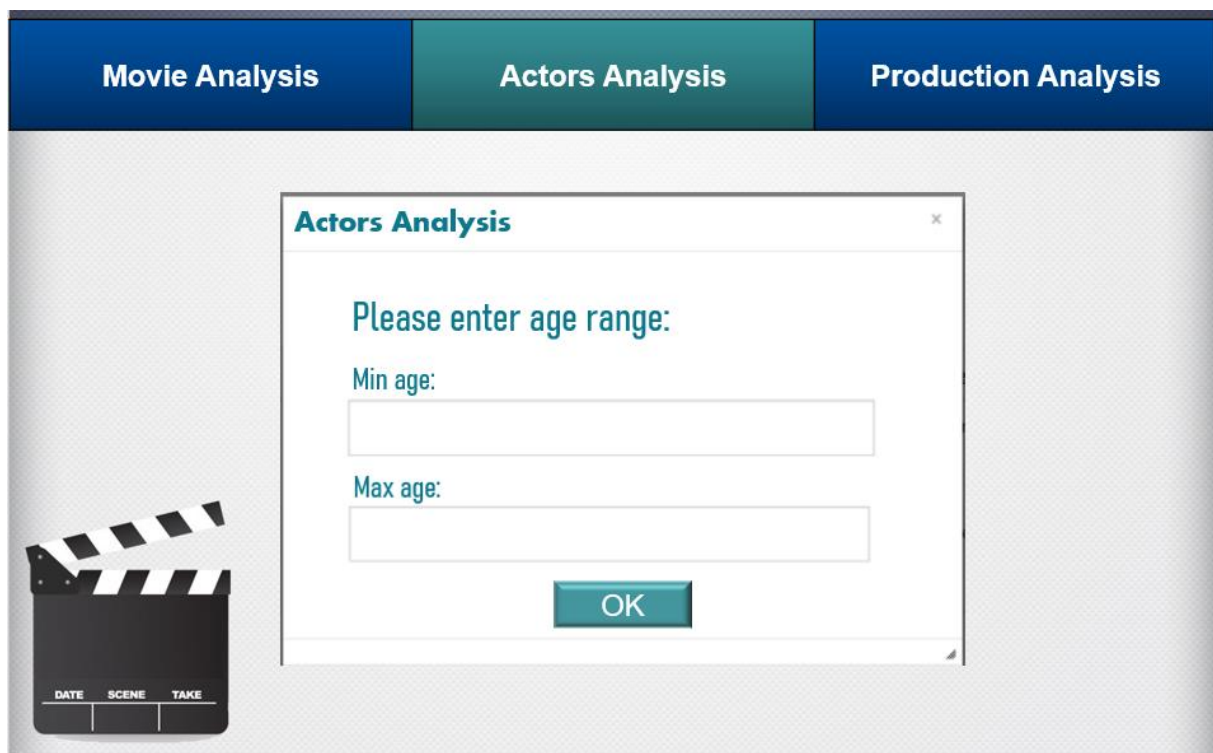 Movie Analysis
Actors Analysis
Production Analysis
Actors Analysis
Please enter age range:
Min age:
Max age:
OK
DATE SCENE TAKE